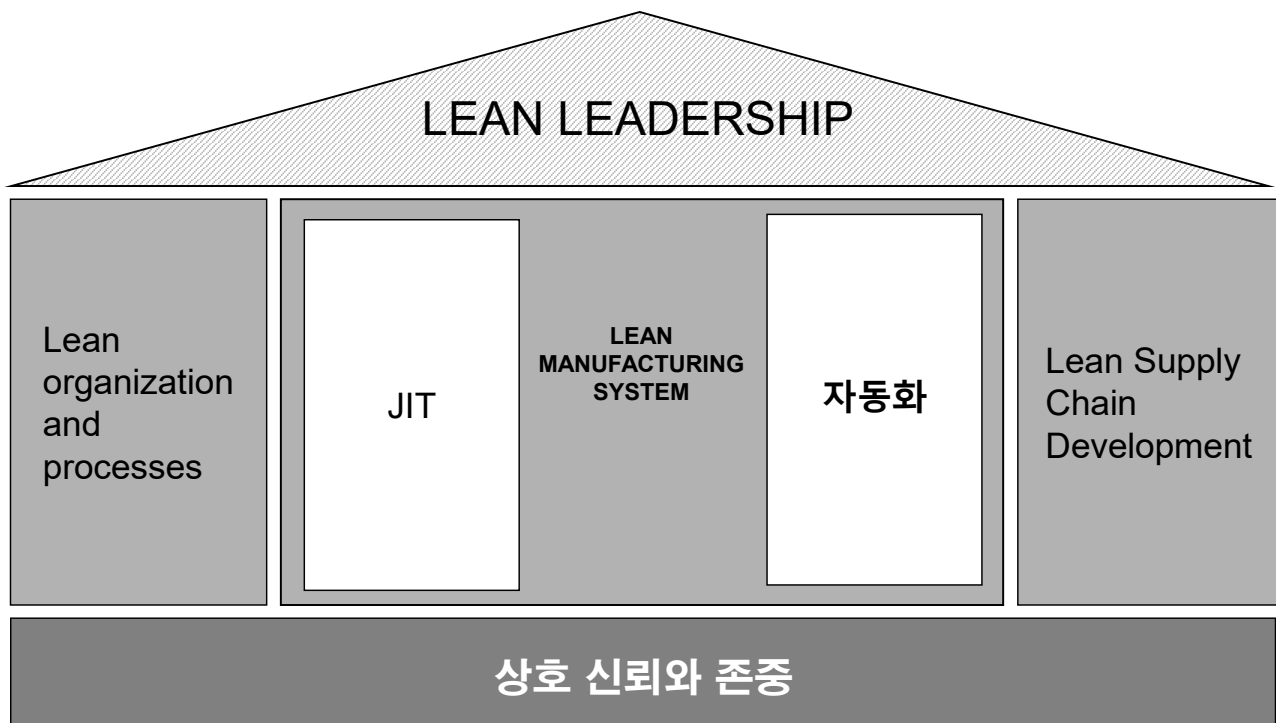 LEAN LEADERSHIP
Lean
organization
and
processes
JIT
LEAN
MANUFACTURING
SYSTEM
자동화
Lean Supply
Chain
Development
상호 신뢰와 존중